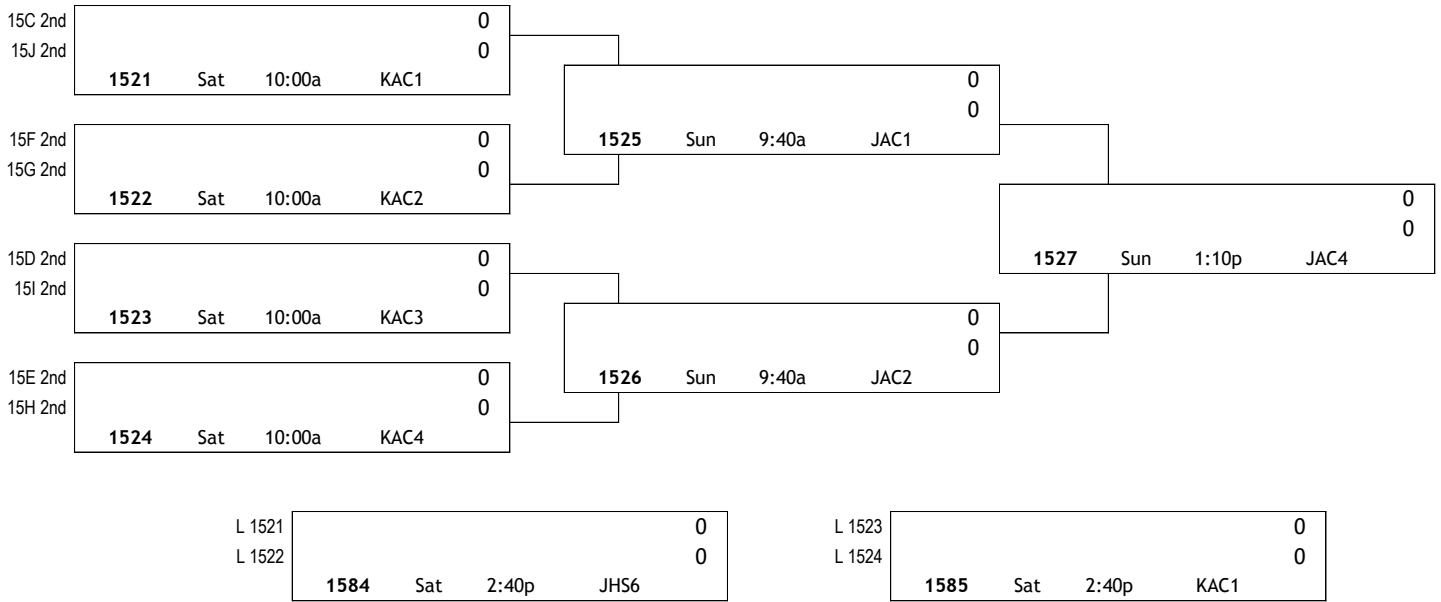 15C 2nd 0
15J 2nd 0
1521 Sat 10:00a KAC1
15F 2nd 0
15G 2nd 0
1522 Sat 10:00a KAC2
15D 2nd 0
15I 2nd 0
1523 Sat 10:00a KAC3
15E 2nd 0
15H 2nd 0
1524 Sat 10:00a KAC4
0
0
1525 Sun 9:40a JAC1
0
0
1526 Sun 9:40a JAC2
0
0
1527 Sun 1:10p JAC4
L 1521 0
L 1522 0
1584 Sat 2:40p JHS6
L 1523 0
L 1524 0
1585 Sat 2:40p KAC1